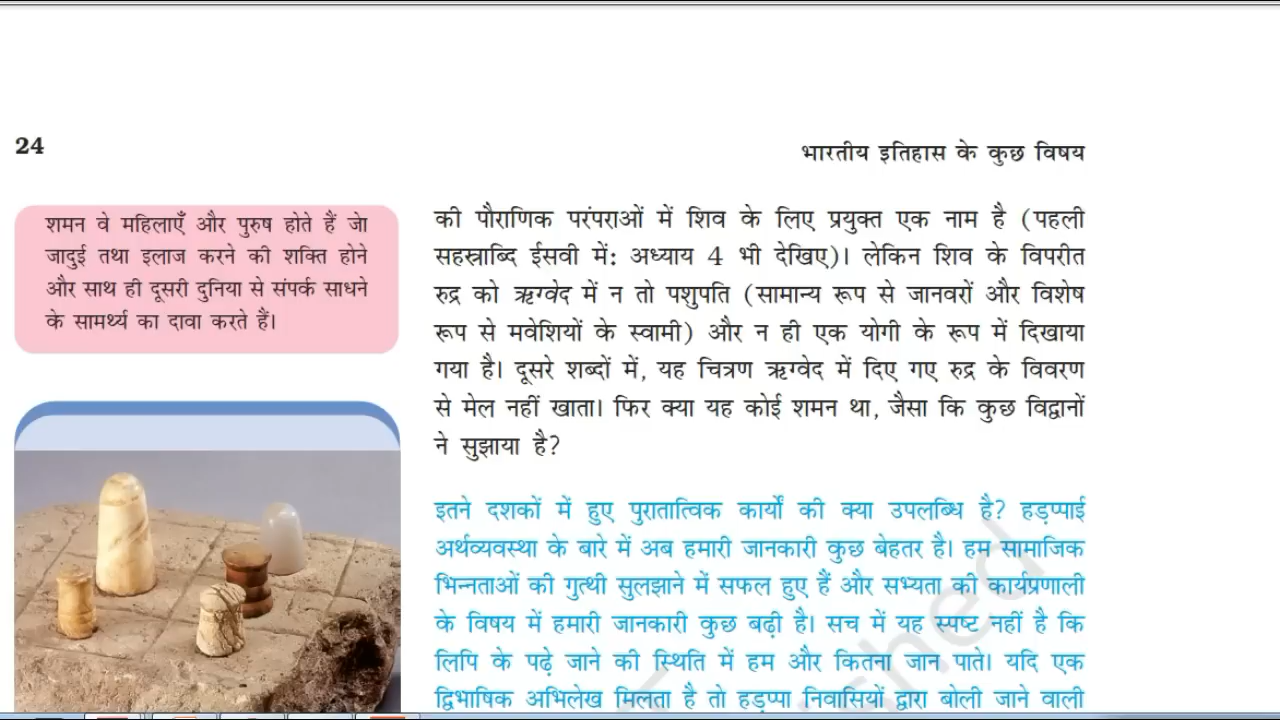 24
भारतीय इतिहास के कुछ विषय
शमन वे महिलाएँ और पुरुष होते हैं जो
जादुई तथा इलाज करने की शक्ति होने
और साथ ही दूसरी दुनिया से संपर्क साधने
के सामर्थ्य का दावा करते हैं।
की पौराणिक परंपराओं में शिव के लिए प्रयुक्त एक नाम है (पहली
सहस्राब्दि ईसवी में: अध्याय 4 भी देखिए)। लेकिन शिव के विपरीत
रुद्र को ऋग्वेद में न तो पशुपति (सामान्य रूप से जानवरों और विशेष
रूप से मवेशियों के स्वामी) और न ही एक योगी के रूप में दिखाया
गया है। दूसरे शब्दों में, यह चित्रण ऋग्वेद में दिए गए रुद्र के विवरण
से मेल नहीं खाता। फिर क्या यह कोई शमन था, जैसा कि कुछ विद्वानों
ने सुझाया है?
इतने दशकों में हुए पुरातात्विक कार्यों की क्या उपलब्धि है? हड़प्पाई
अर्थव्यवस्था के बारे में अब हमारी जानकारी कुछ बेहतर है। हम सामाजिक
भिन्नताओं की गुत्थी सुलझाने में सफल हुए हैं और सभ्यता की कार्यप्रणाली
के विषय में हमारी जानकारी कुछ बढ़ी है। सच में यह स्पष्ट नहीं है कि
लिपि के पढ़े जाने की स्थिति में हम और कितना जान पाते। यदि एक
द्विभाषिक अभिलेख मिलता है तो हड़प्पा निवासियों द्वारा बोली जाने वाली